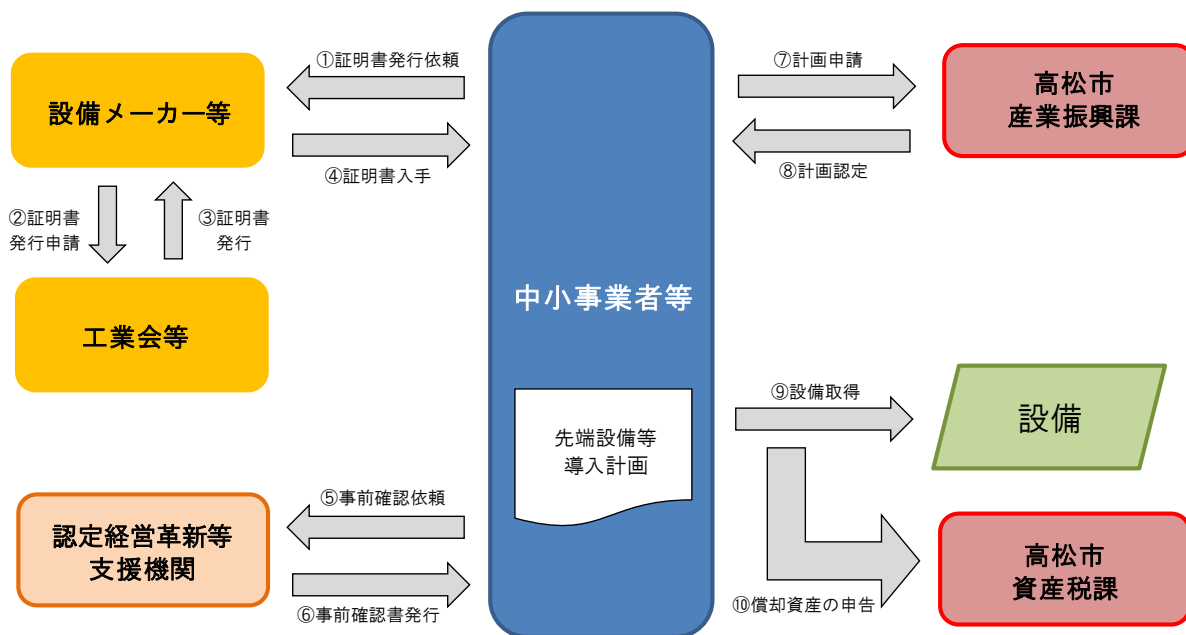 ①証明書発行依頼
設備メーカー等
④証明書入手
②証明書
発行申請
③証明書
発行
工業会等
⑤事前確認依頼
認定経営革新等
支援機関
⑥事前確認書発行
中小事業者等
先端設備等
導入計画
⑦計画申請
高松市
産業振興課
⑧計画認定
⑨設備取得
設備
高松市
資産税課
⑩償却資産の申告